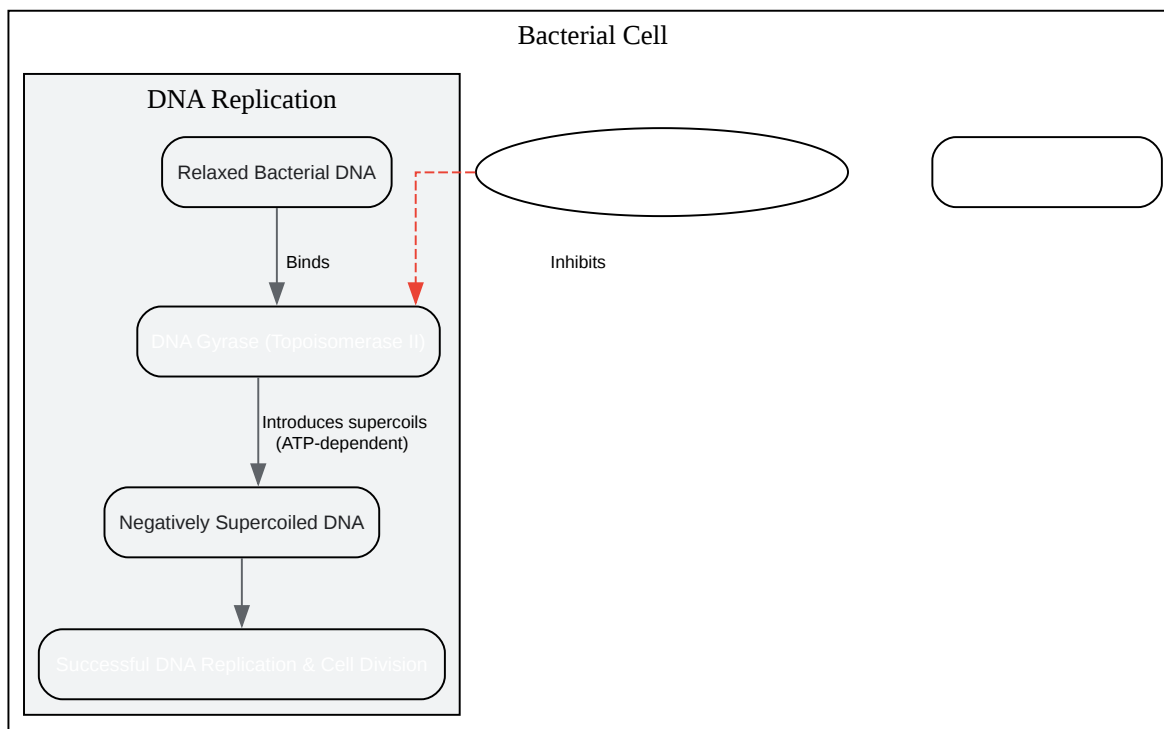 Bacterial Cell
DNA Replication
Relaxed Bacterial DNA
Binds
Inhibits
DNA Gyrase (Topoisomerase II)
Introduces supercoils
(ATP-dependent)
Negatively Supercoiled DNA
Successful DNA Replication & Cell Division